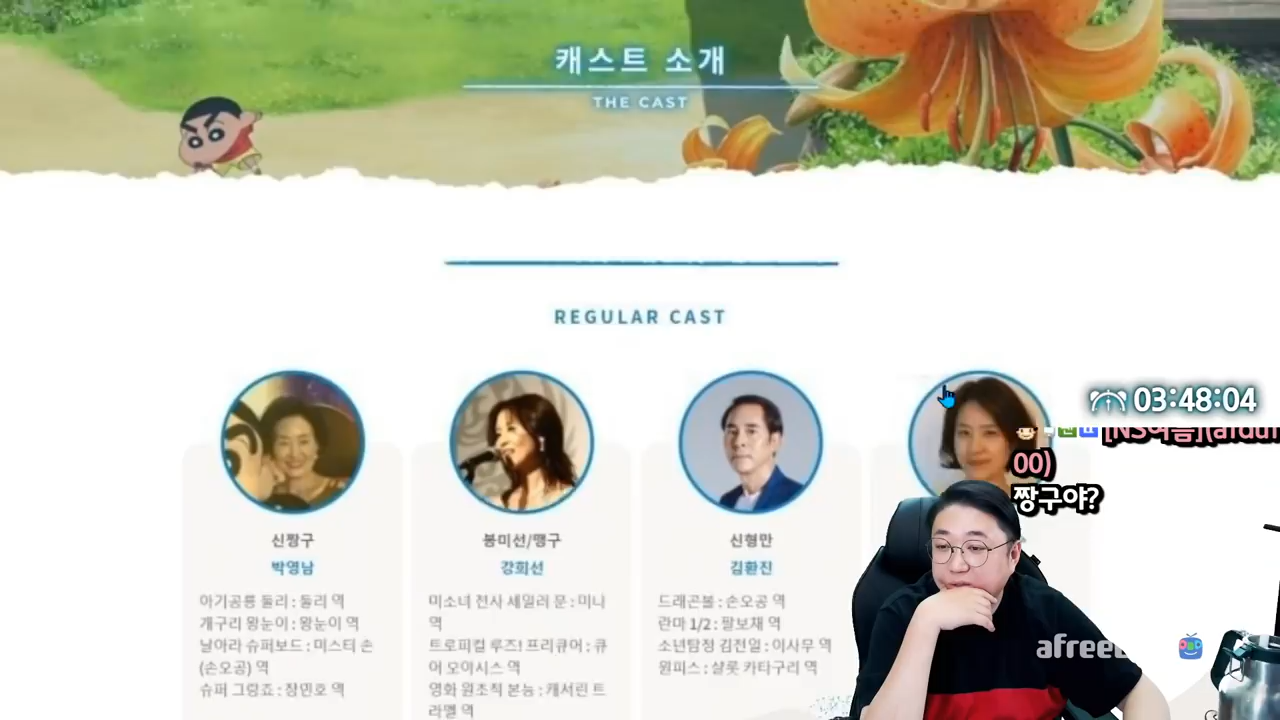 캐스트 소개
THE CAST
REGULAR CAST
03:48:04
00)
짱구야?
신짱구
박영남
아기공룡 둘리 : 둘리 역
개구리 왕눈이 : 왕눈이 역
날아라 슈퍼보드 : 미스터 손
(손오공) 역
슈퍼 그랑죠 : 장민호 역
봉미선/맹구
강희선
미소녀 전사 세일러 문 : 미나
역
트로피컬 루즈! 프리큐어 : 큐
어 오아시스 역
영화 원초적 본능 : 캐서린 트
라멜 역
신형만
김환진
드래곤볼 : 손오공 역
란마 1/2 : 팔보채 역
소년탐정 김전일 : 이사무 역
원피스 : 샬롯 카타구리 역